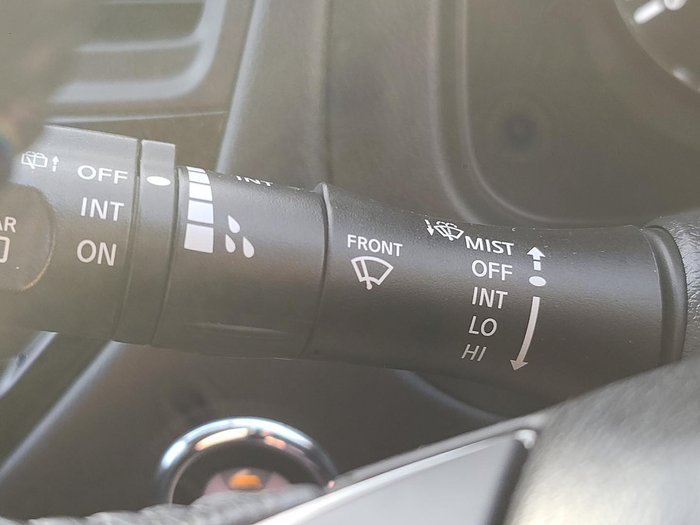 OFF
INT
ON
INT
FRONT
MIST
OFF
INT
LO
HI